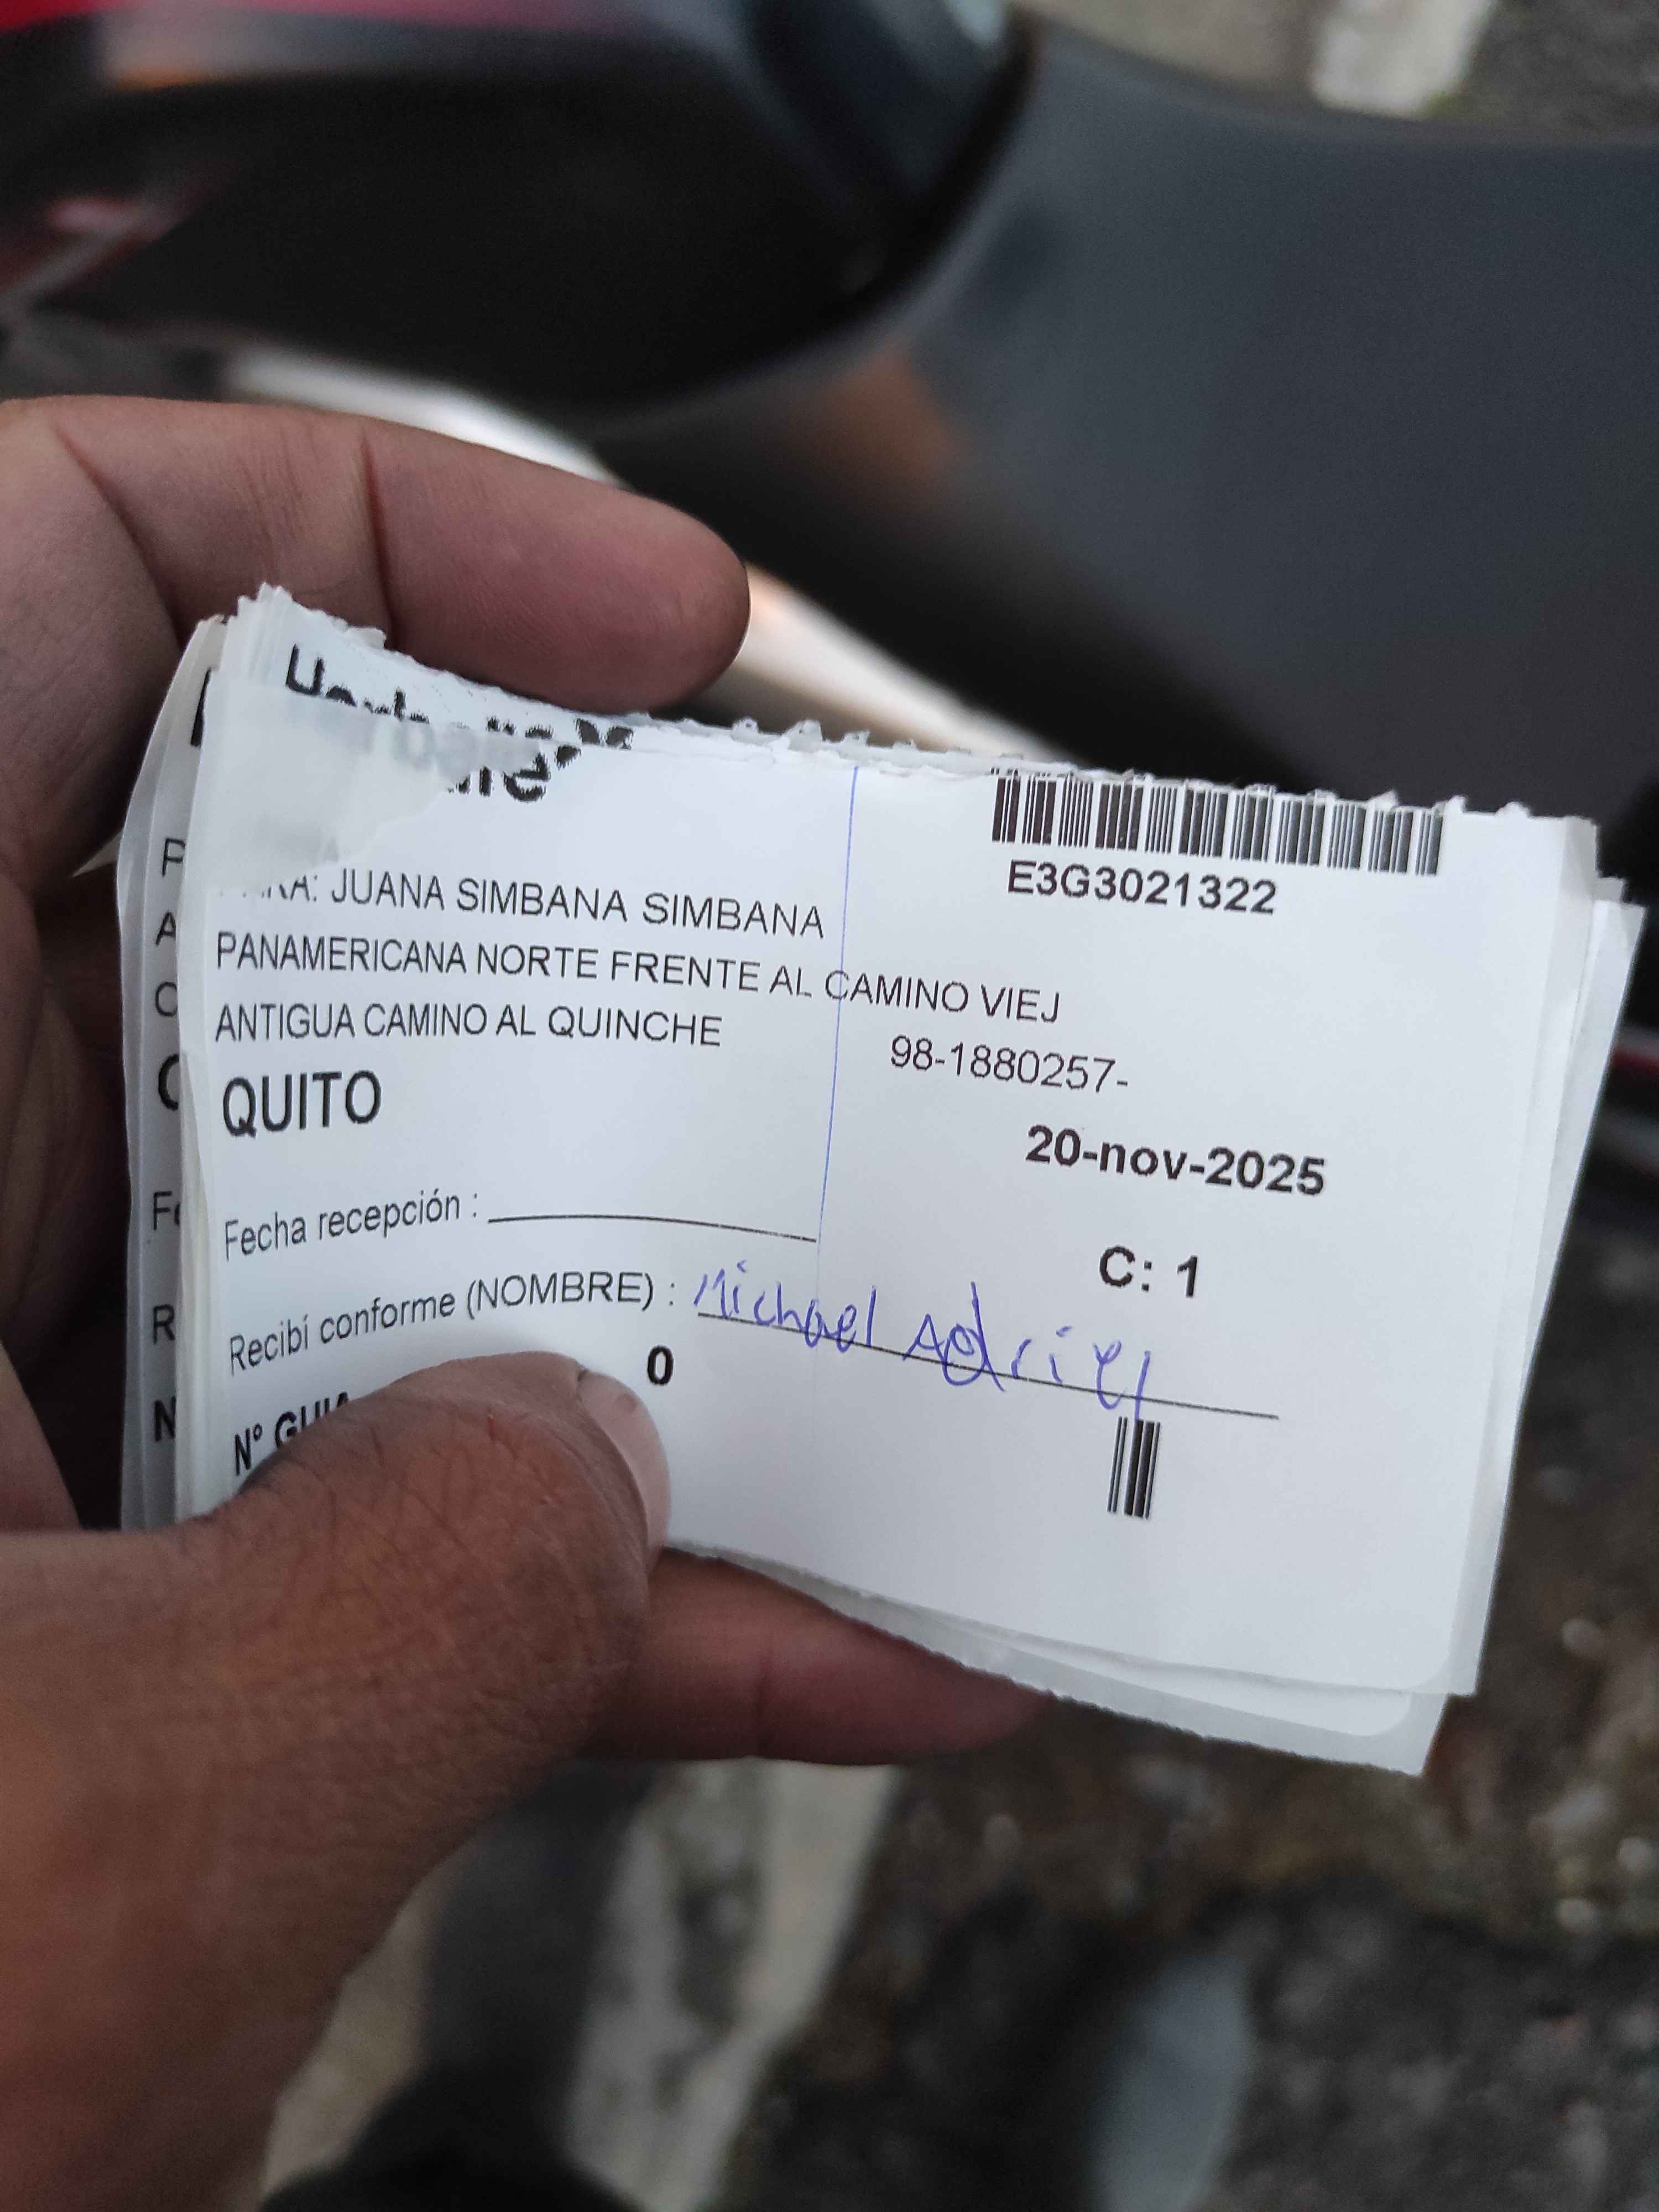 E3G3021322
JUANA SIMBANA SIMBANA
PANAMERICANA NORTE FRENTE AL CAMINO VIEJ
ANTIGUA CAMINO AL QUINCHE
98-1880257-
QUITO
20-nov-2025
Fecha recepción :
C: 1
Recibí conforme (NOMBRE) : Michael Adriel
0
N° GUIA